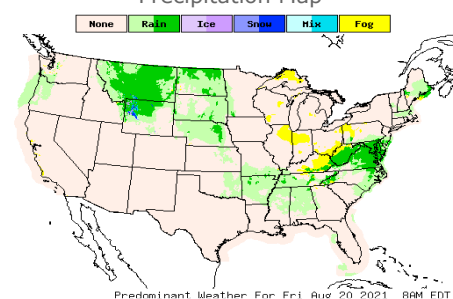 Precipitation Map
None Rain Ice Snow Mix Fog
Predominant Weather For Fri Aug 20 2021 8AM EDT